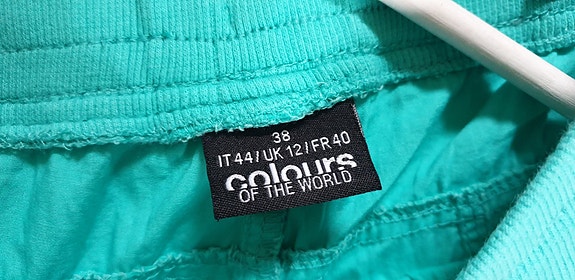 38
IT 44 / UK 12 / FR 40
colours
OF THE WORLD